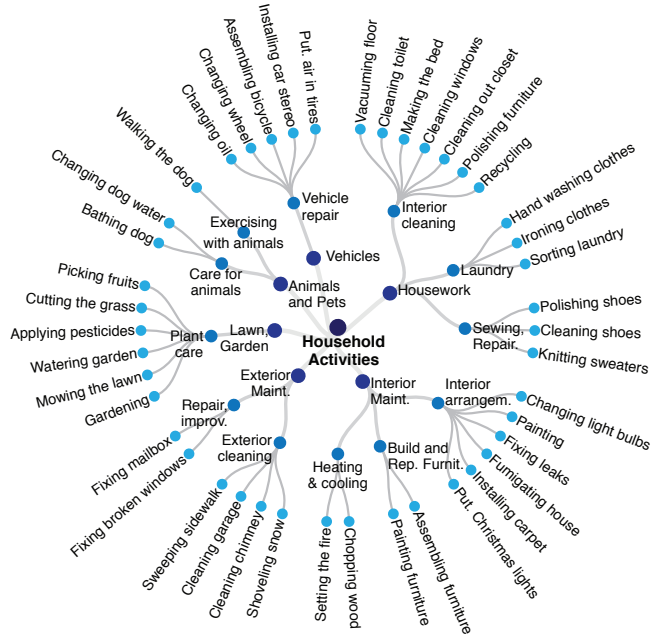 Household
Activities
Vehicles
Vehicle
repair
Changing oil
Changing wheel
Assembling bicycle
Installing car stereo
Put. air in tires
Housework
Interior
cleaning
Vacuuming floor
Cleaning toilet
Making the bed
Cleaning windows
Cleaning out closet
Polishing furniture
Recycling
Laundry
Hand washing clothes
Ironing clothes
Sorting laundry
Sewing,
Repair.
Polishing shoes
Cleaning shoes
Knitting sweaters
Interior
Maint.
Interior
arrangem.
Changing light bulbs
Painting
Fixing leaks
Fumigating house
Installing carpet
Put. Christmas lights
Build and
Rep. Furnit.
Assembling furniture
Painting furniture
Heating
& cooling
Chopping wood
Setting the fire
Exterior
Maint.
Exterior
cleaning
Shoveling snow
Cleaning chimney
Cleaning garage
Sweeping sidewalk
Repair,
improv.
Fixing broken windows
Fixing mailbox
Lawn,
Garden
Plant
care
Gardening
Mowing the lawn
Watering garden
Applying pesticides
Cutting the grass
Picking fruits
Animals
and Pets
Care for
animals
Bathing dog
Changing dog water
Exercising
with animals
Walking the dog